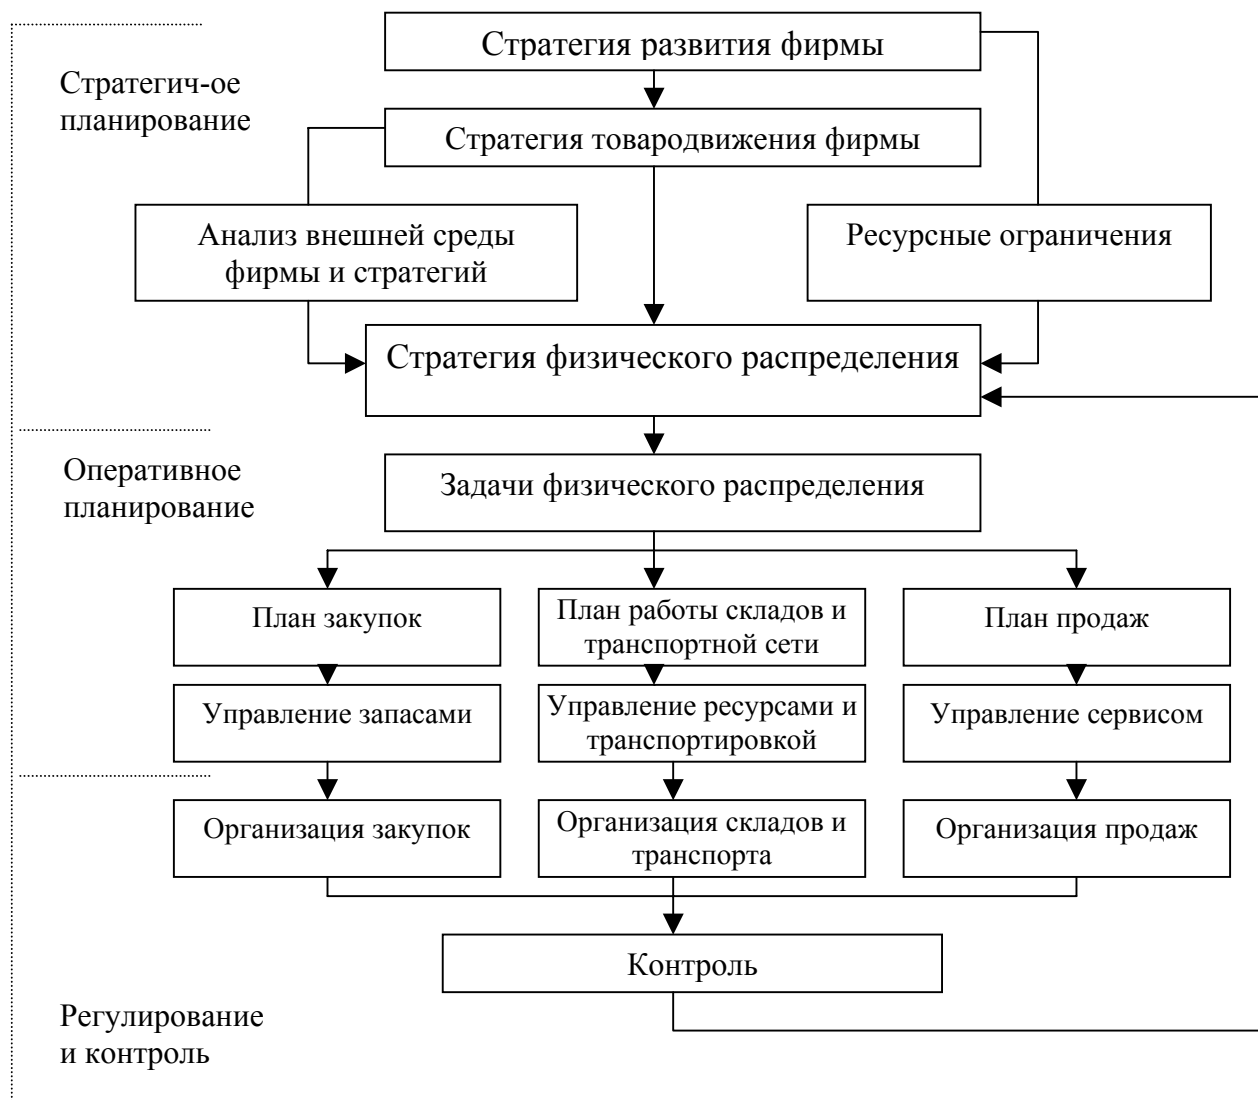 Стратегия развития фирмы
Стратегич-ое
планирование
Стратегия товародвижения фирмы
Анализ внешней среды
фирмы и стратегий
Ресурсные ограничения
Стратегия физического распределения
Оперативное
планирование
Задачи физического распределения
План закупок
План работы складов и
транспортной сети
План продаж
Управление запасами
Управление ресурсами и
транспортировкой
Управление сервисом
Организация закупок
Организация складов и
транспорта
Организация продаж
Контроль
Регулирование
и контроль